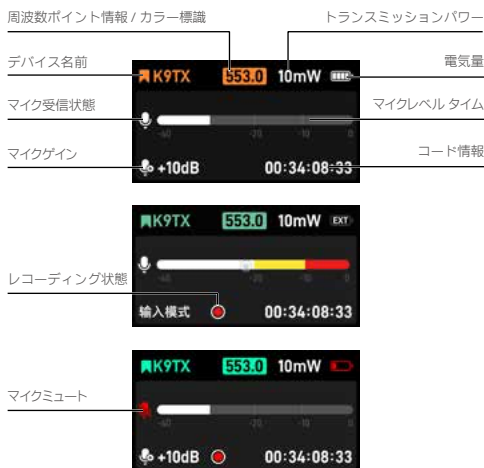 周波数ポイント情報 / カラー標識
トランスミッションパワー
デバイス名前
電気量
K9TX 553.0 10mW
マイク受信状態
マイクレベル タイム
-60 -20 -10 0
マイクゲイン
コード情報
+10dB 00:34:08:33
K9TX 553.0 10mW EXT
-60 -20 -10 0
レコーディング状態
输入模式 00:34:08:33
K9TX 553.0 10mW
マイクミュート
-60 -20 -10 0
+10dB 00:34:08:33